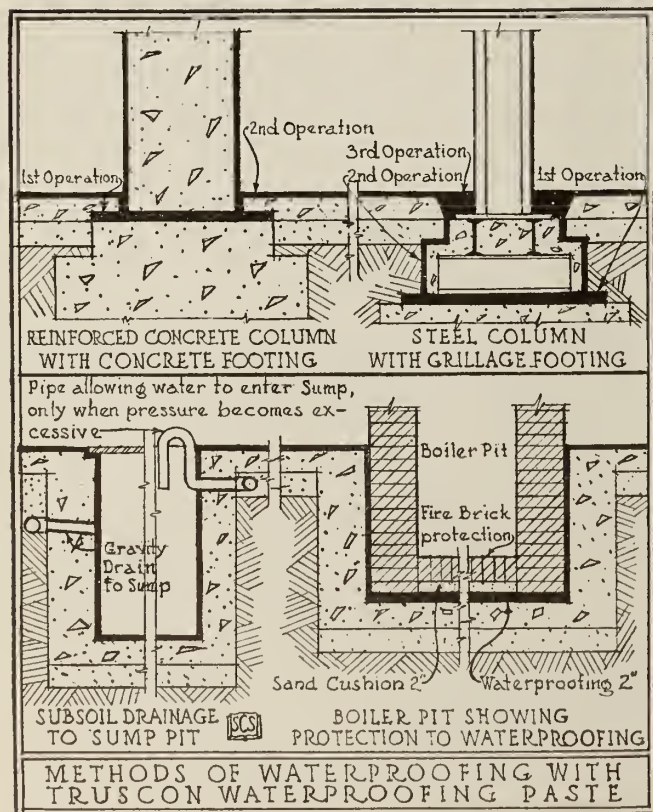 2nd Operation
1st Operation
3rd Operation
2nd Operation
1st Operation
REINFORCED CONCRETE COLUMN
WITH CONCRETE FOOTING
STEEL COLUMN
WITH GRILLAGE FOOTING
Pipe allowing water to enter Sump,
only when pressure becomes ex-
cessive
Gravity
Drain
to Sump
Boiler Pit
Fire Brick
protection
Sand Cushion 2"
Waterproofing 2"
SUBSOIL DRAINAGE
TO SUMP PIT
SCS
BOILER PIT SHOWING
PROTECTION TO WATERPROOFING
METHODS OF WATERPROOFING WITH
TRUSCON WATERPROOFING PASTE